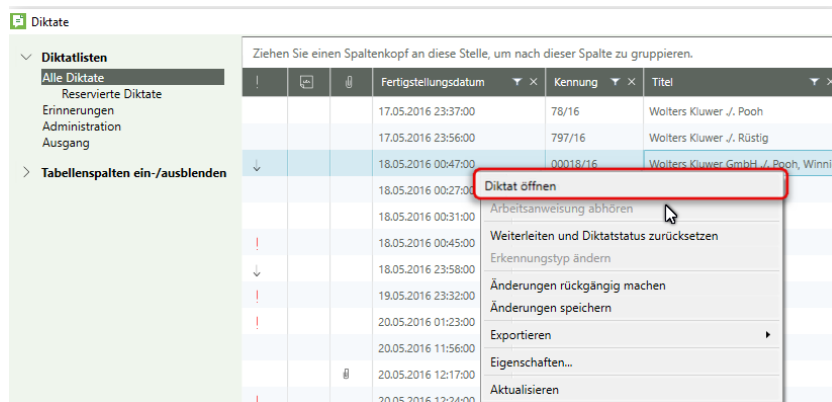 Diktate
Diktatlisten
Alle Diktate
Reservierte Diktate
Erinnerungen
Administration
Ausgang
Tabellenspalten ein-/ausblenden
Ziehen Sie einen Spaltenkopf an diese Stelle, um nach dieser Spalte zu gruppieren.
! Fertigstellungsdatum Kennung Titel
17.05.2016 23:37:00 78/16 Wolters Kluwer ./. Pooh
17.05.2016 23:56:00 797/16 Wolters Kluwer ./. Rüstig
18.05.2016 00:47:00 00018/16 Wolters Kluwer GmbH ./. Pooh, Winni
18.05.2016 00:27:00
18.05.2016 00:31:00
! 18.05.2016 00:45:00
18.05.2016 23:58:00
! 19.05.2016 23:32:00
! 20.05.2016 01:23:00
20.05.2016 11:56:00
20.05.2016 12:17:00
! 20.05.2016 12:24:00
Diktat öffnen
Arbeitsanweisung abhören
Weiterleiten und Diktatstatus zurücksetzen
Erkennungstyp ändern
Änderungen rückgängig machen
Änderungen speichern
Exportieren
Eigenschaften...
Aktualisieren